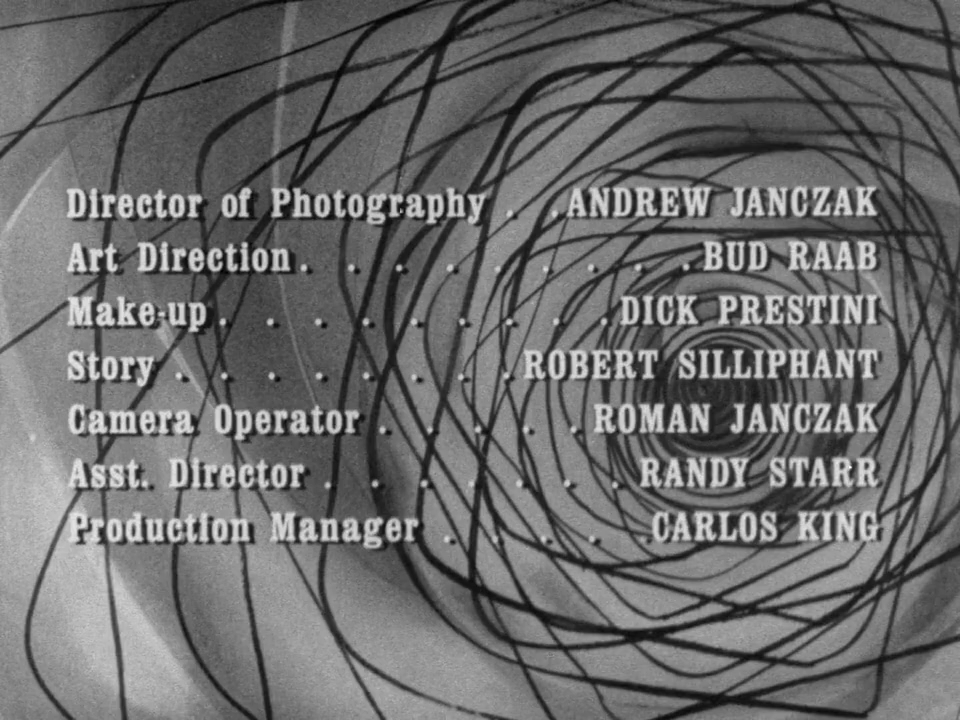 Director of Photography . . ANDREW JANCZAK
Art Direction . . . . . . . . . BUD RAAB
Make-up . . . . . . . . . DICK PRESTINI
Story . . . . . . . . ROBERT SILLIPHANT
Camera Operator . . . . . ROMAN JANCZAK
Asst. Director . . . . . . . RANDY STARR
Production Manager . . . . . CARLOS KING